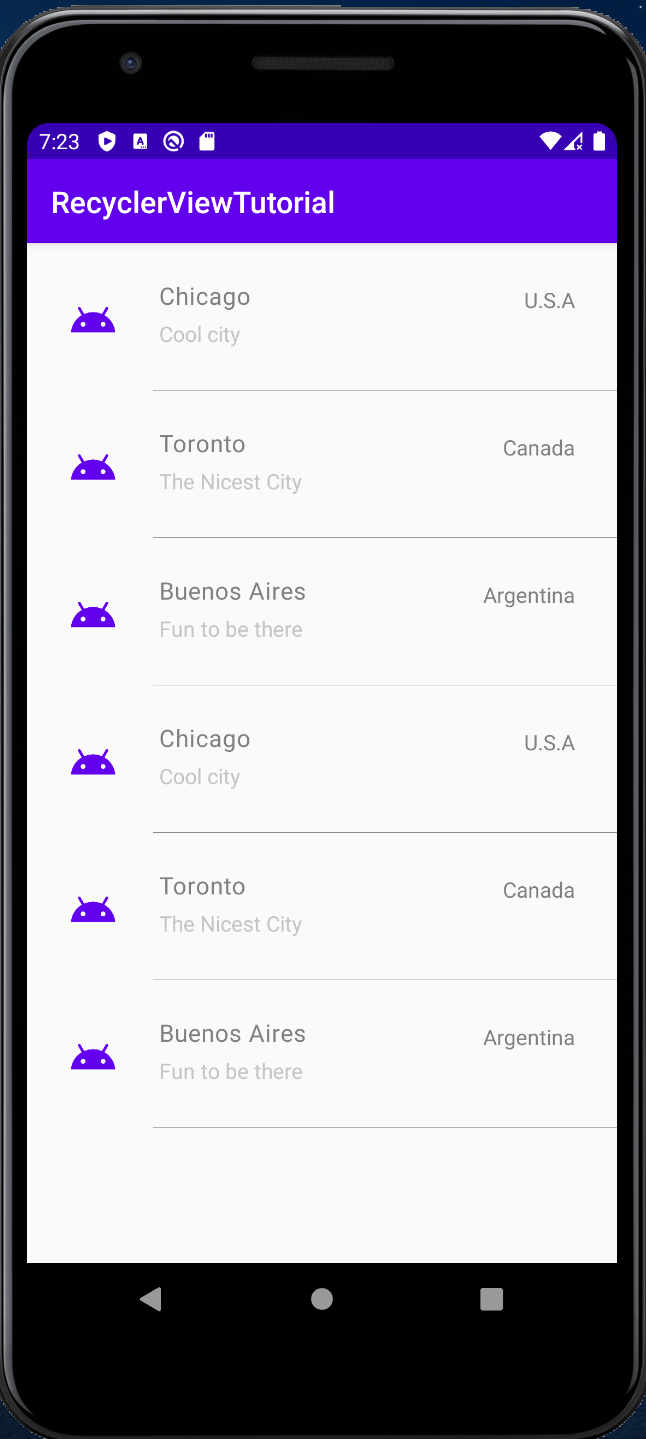 7:23
RecyclerViewTutorial
Chicago
U.S.A
Cool city
Toronto
Canada
The Nicest City
Buenos Aires
Argentina
Fun to be there
Chicago
U.S.A
Cool city
Toronto
Canada
The Nicest City
Buenos Aires
Argentina
Fun to be there